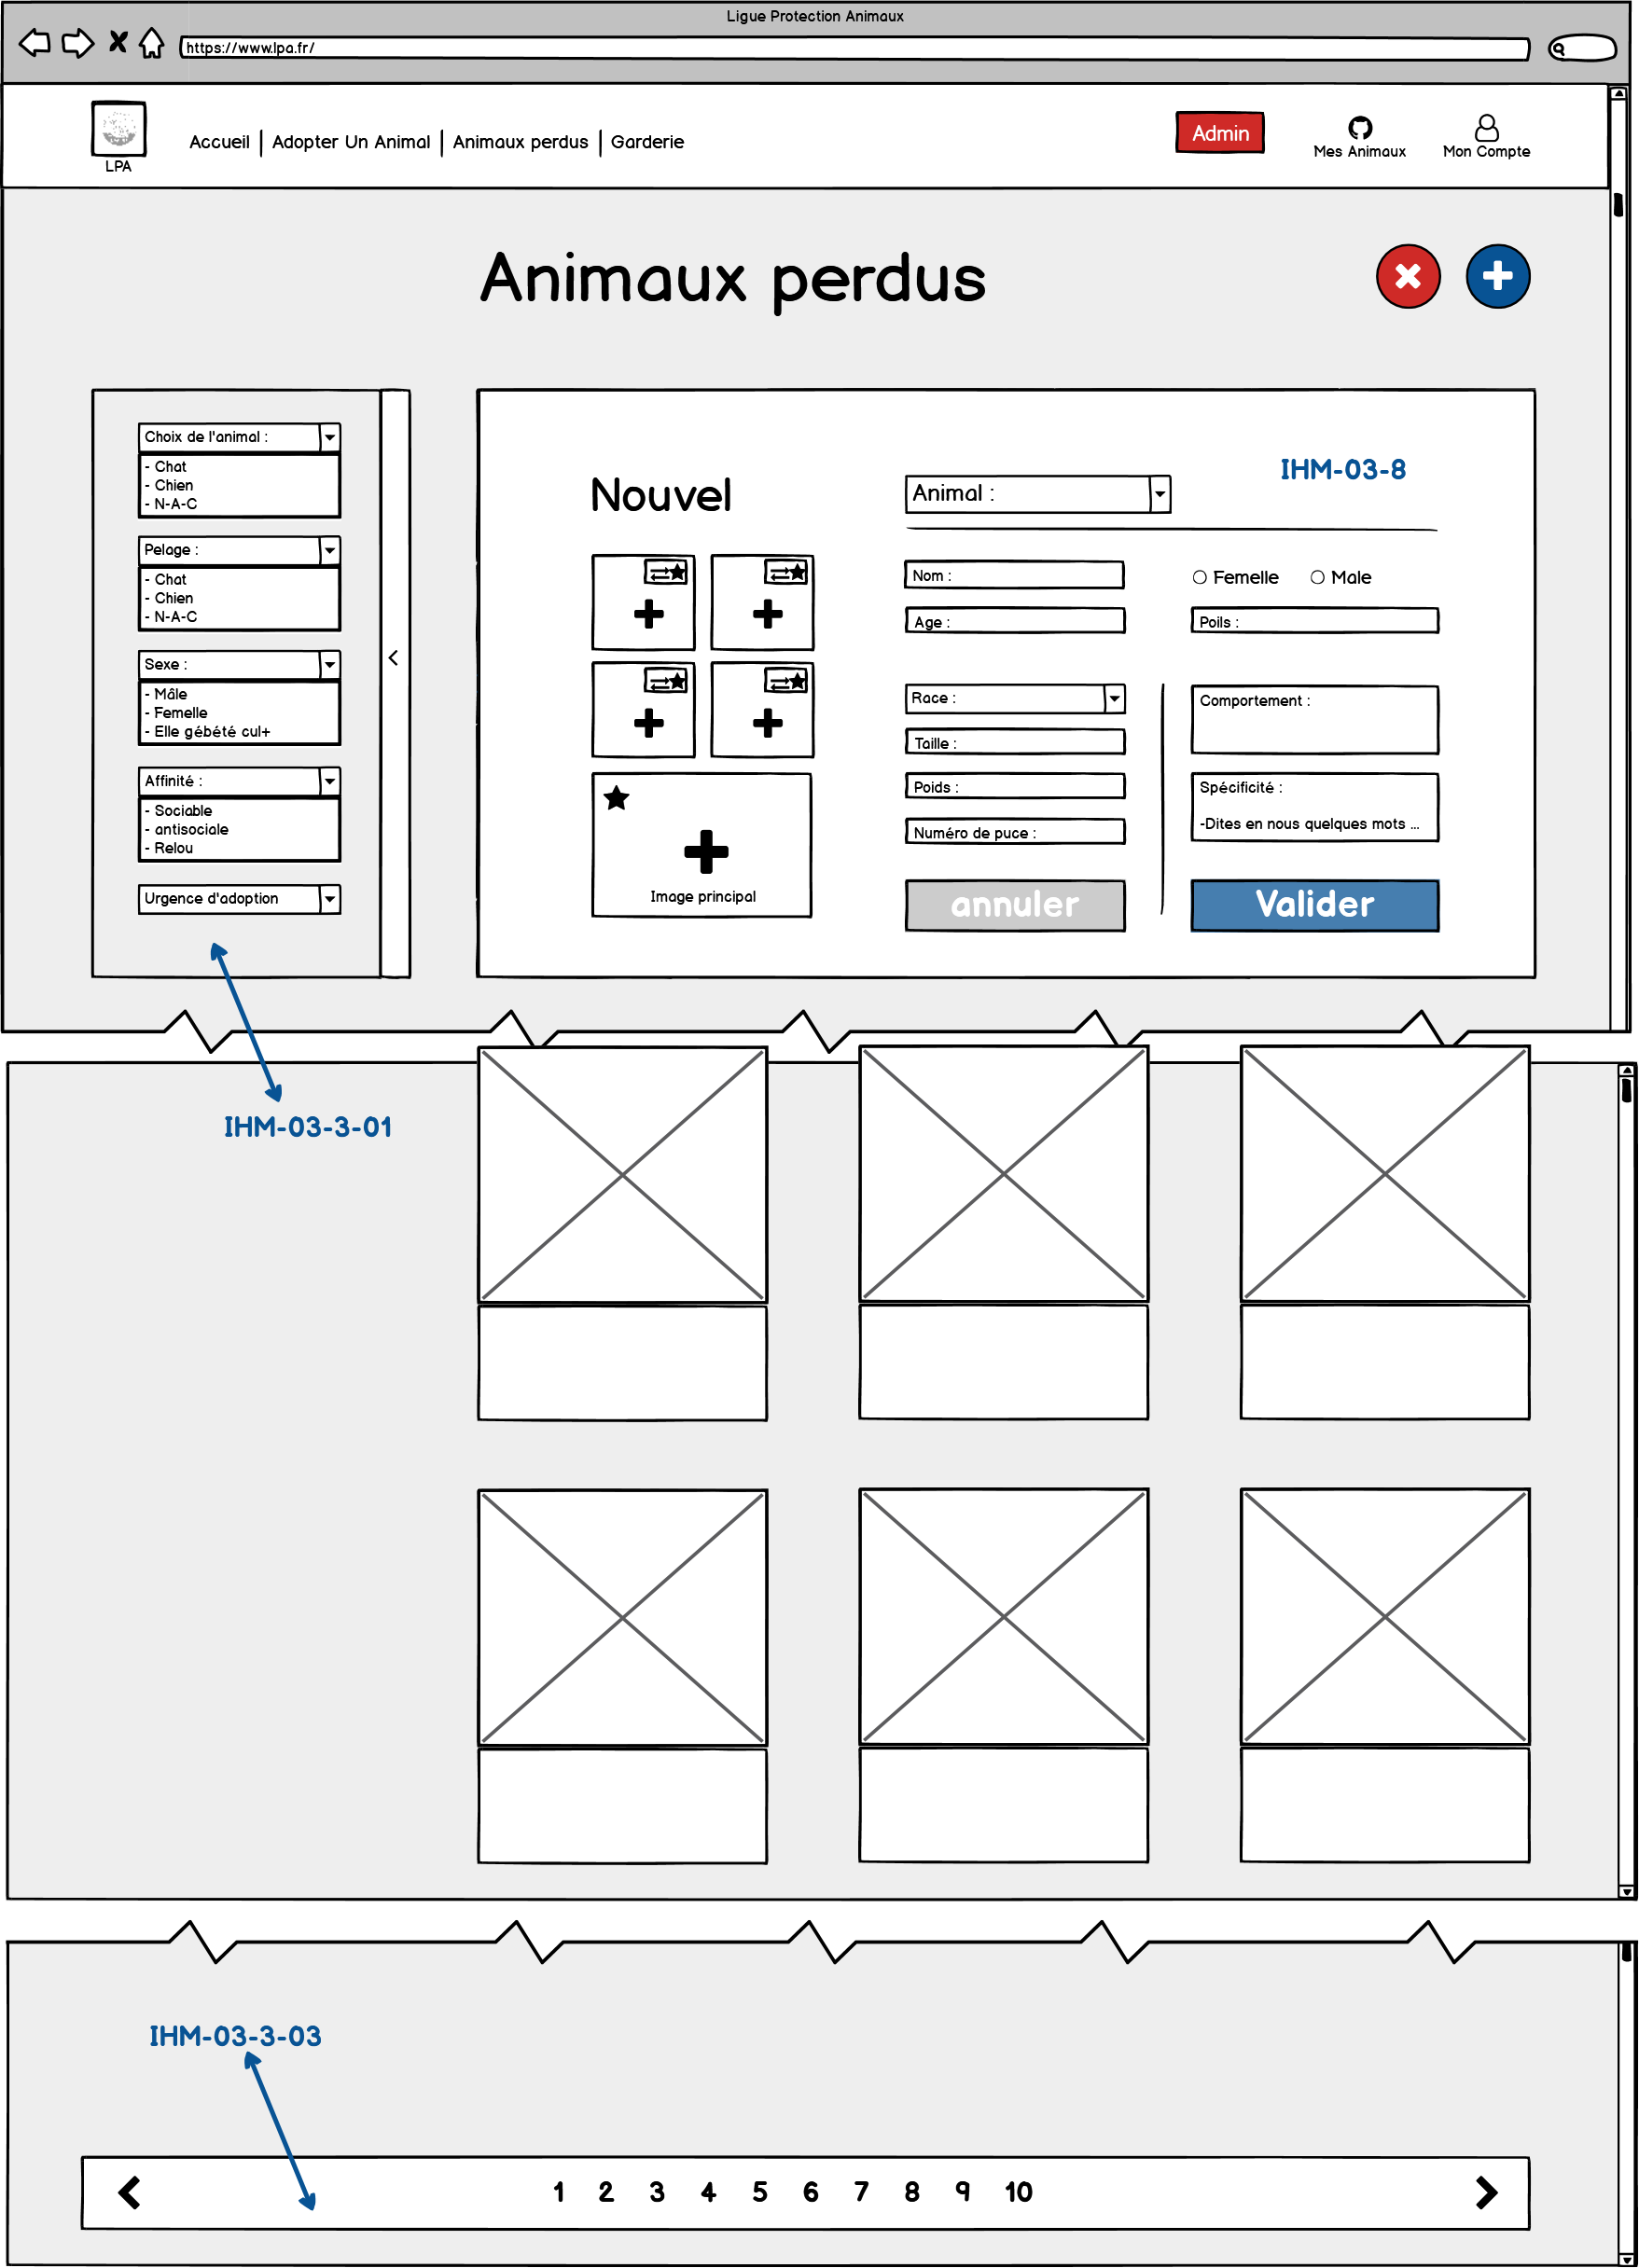 Ligue Protection Animaux
https://www.lpa.fr/
LPA
Accueil | Adopter Un Animal | Animaux perdus | Garderie
Admin
Mes Animaux
Mon Compte
Animaux perdus
Choix de l'animal :
- Chat
- Chien
- N-A-C
Pelage :
- Chat
- Chien
- N-A-C
Sexe :
- Mâle
- Femelle
- Elle gébété cul+
Affinité :
- Sociable
- antisociale
- Relou
Urgence d'adoption
IHM-03-8
Nouvel
Animal :
Nom :
Femelle
Male
Age :
Poils :
Race :
Comportement :
Taille :
Poids :
Spécificité :
-Dites en nous quelques mots ...
Numéro de puce :
Image principal
annuler
Valider
IHM-03-3-01
IHM-03-3-03
1 2 3 4 5 6 7 8 9 10